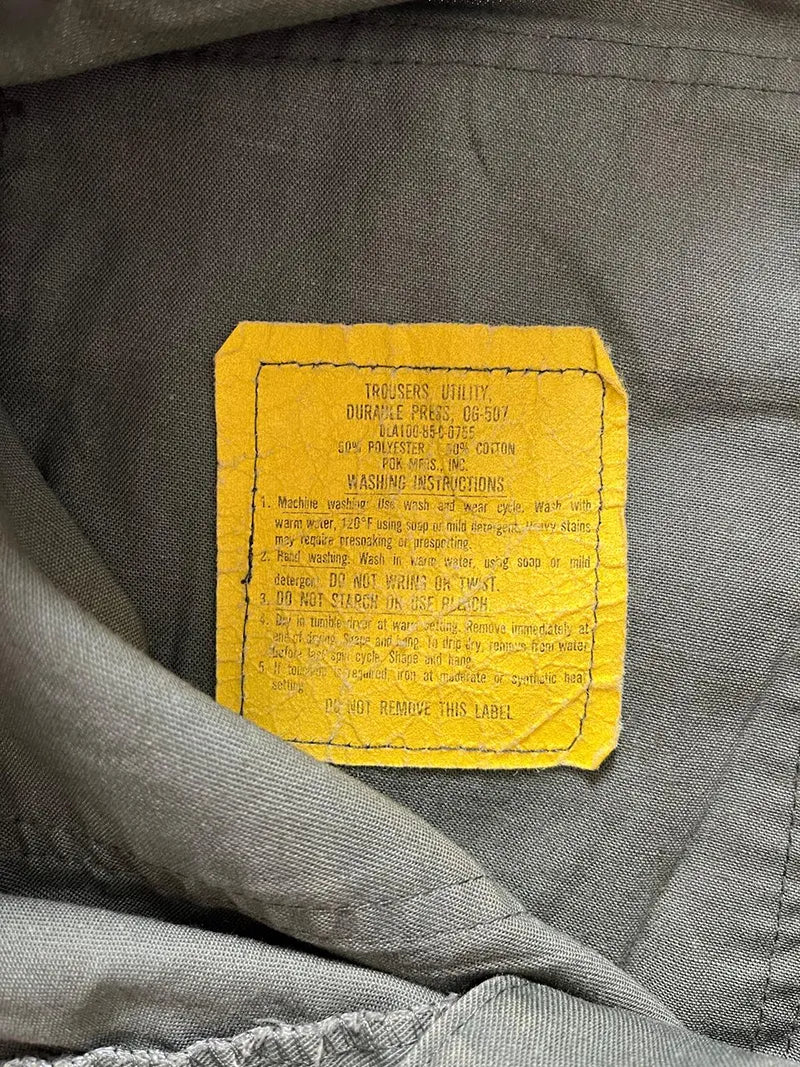 TROUSERS, UTILITY,
DURABLE PRESS, OG-507
DLA100-85-C-0755
50% POLYESTER 50% COTTON
MFRS., INC.
WASHING INSTRUCTIONS
1. Machine washing: Use wash and wear cycle. Wash with
warm water, 120°F using soap or mild detergent. Heavy stains
may require presoaking or prespotting.
2. Hand washing: Wash in warm water, using soap or mild
detergent. DO NOT WRING OR TWIST.
3. DO NOT STARCH OR USE BLEACH.
4. Dry in tumble dryer at warm setting. Remove immediately at
end of drying. Shape and hang. To drip dry, remove from water
before last spin cycle. Shape and hang.
5. If touch-up is required, iron at moderate or synthetic heat
setting.
DO NOT REMOVE THIS LABEL